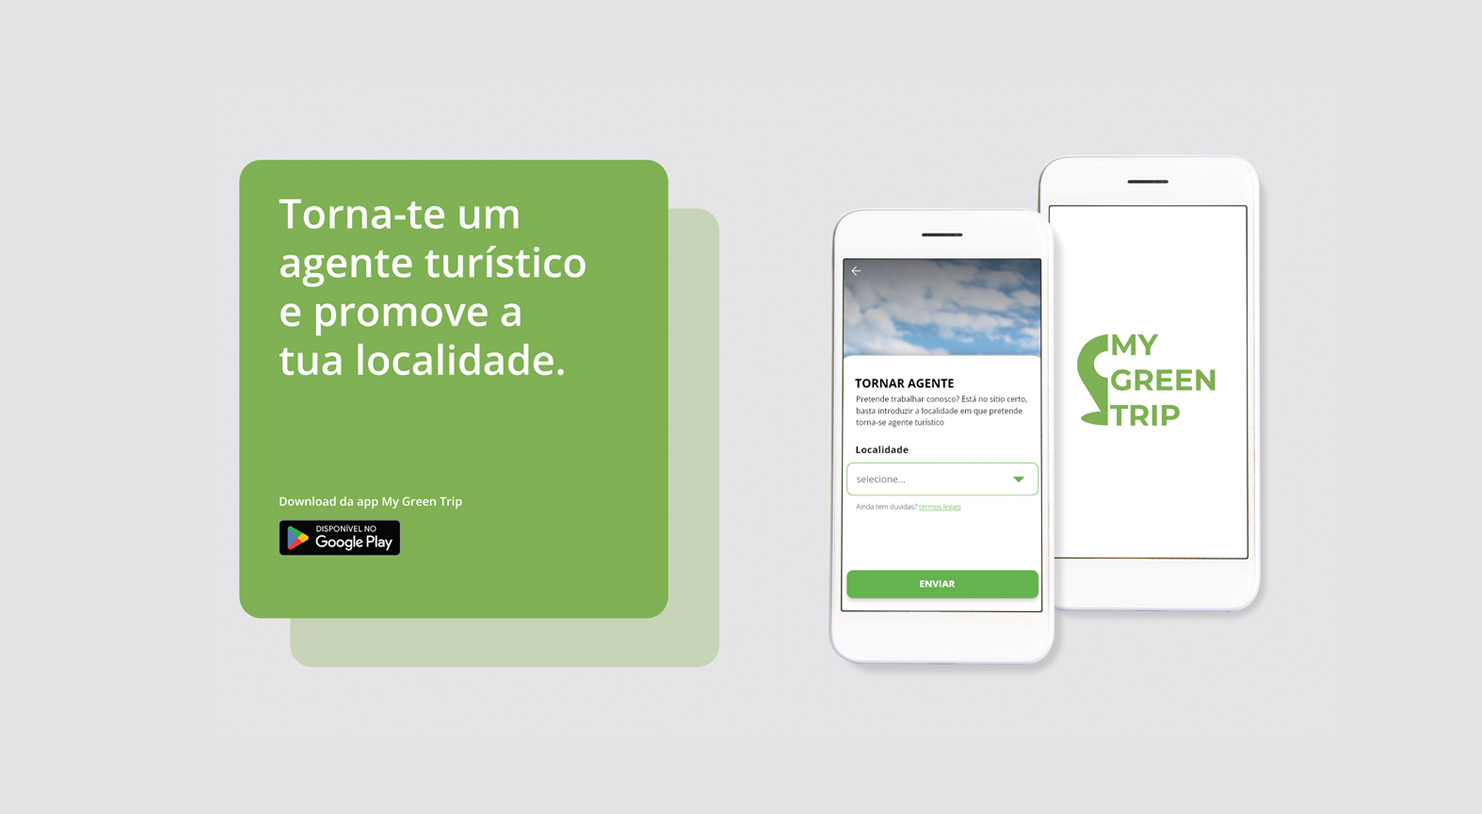 Torna-te um
agente turístico
e promove a
tua localidade.
Download da app My Green Trip
DISPONÍVEL NO
Google Play
TORNAR AGENTE
Pretende trabalhar conosco? Está no sitio certo,
basta introduzir a localidade em que pretende
torna-se agente turístico
Localidade
selecione...
Ainda tem duvidas? termos legais
ENVIAR
MY
GREEN
TRIP